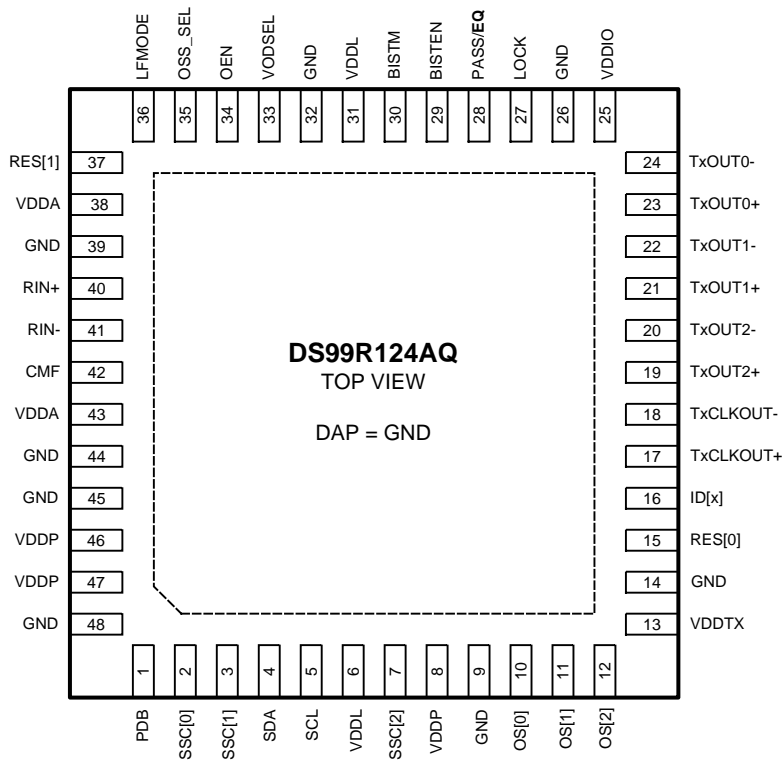 LFMODE
OSS_SEL
OEN
VODSEL
GND
VDDL
BISTM
BISTEN
PASS/EQ
LOCK
GND
VDDIO
36
35
34
33
32
31
30
29
28
27
26
25
RES[1] 37
VDDA 38
GND 39
RIN+ 40
RIN- 41
CMF 42
VDDA 43
GND 44
GND 45
VDDP 46
VDDP 47
GND 48
DS99R124AQ
TOP VIEW
DAP = GND
24 TxOUT0-
23 TxOUT0+
22 TxOUT1-
21 TxOUT1+
20 TxOUT2-
19 TxOUT2+
18 TxCLKOUT-
17 TxCLKOUT+
16 ID[x]
15 RES[0]
14 GND
13 VDDTX
1
2
3
4
5
6
7
8
9
10
11
12
PDB
SSC[0]
SSC[1]
SDA
SCL
VDDL
SSC[2]
VDDP
GND
OS[0]
OS[1]
OS[2]